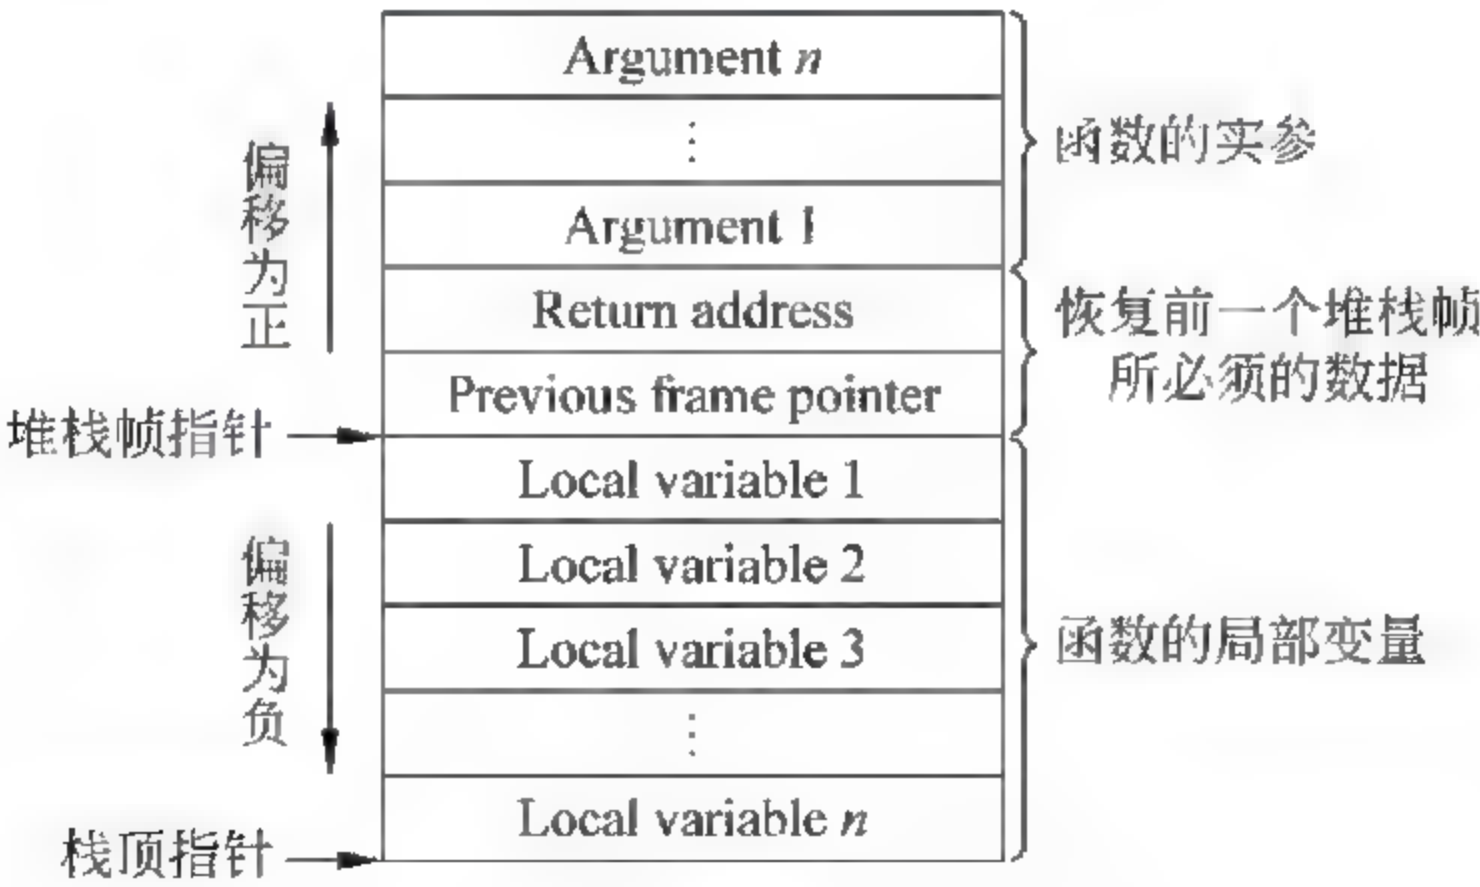 Argument n
⋮
Argument 1
Return address
Previous frame pointer
Local variable 1
Local variable 2
Local variable 3
⋮
Local variable n
偏移为正
堆栈帧指针
偏移为负
栈顶指针
函数的实参
恢复前一个堆栈帧
所必须的数据
函数的局部变量